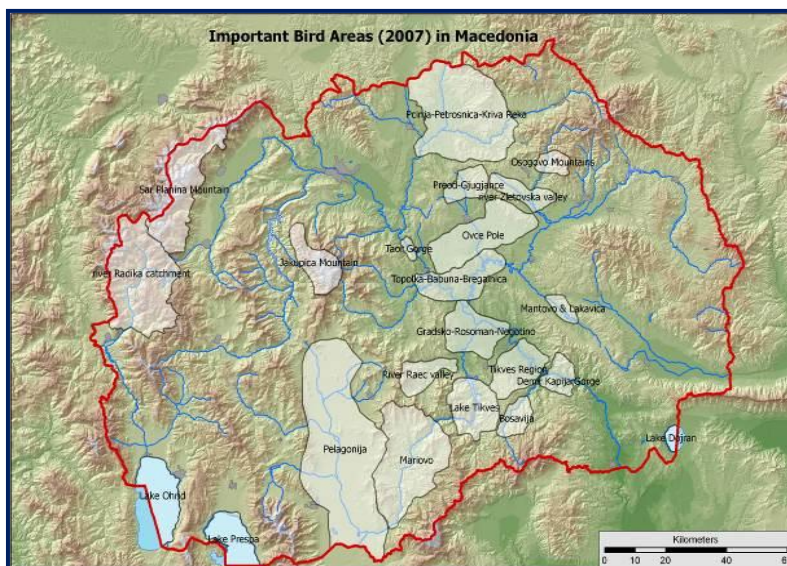 Important Bird Areas (2007) in Macedonia
Pcinja-Petrosnica-Kriva Reka
Osogovo Mountains
Preod-Gjugjance
river Zletovska valley
Sar Planina Mountain
Ovce Pole
Taor Gorge
Jakupica Mountain
river Radika catchment
Topolka-Babuna-Bregalnica
Mantovo & Lakavica
Gradsko-Rosoman-Negotino
River Raec valley
Tikves Region
Demir Kapija Gorge
Lake Tikves
Bosavija
Lake Dojran
Pelagonija
Mariovo
Lake Ohrid
Lake Prespa
Kilometers
0 10 20 40